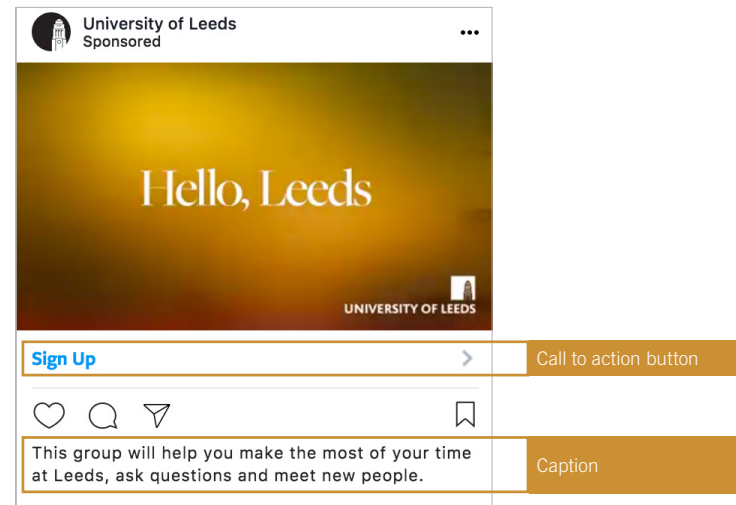 University of Leeds
Sponsored
Hello, Leeds
UNIVERSITY OF LEEDS
Sign Up
Call to action button
This group will help you make the most of your time
at Leeds, ask questions and meet new people.
Caption